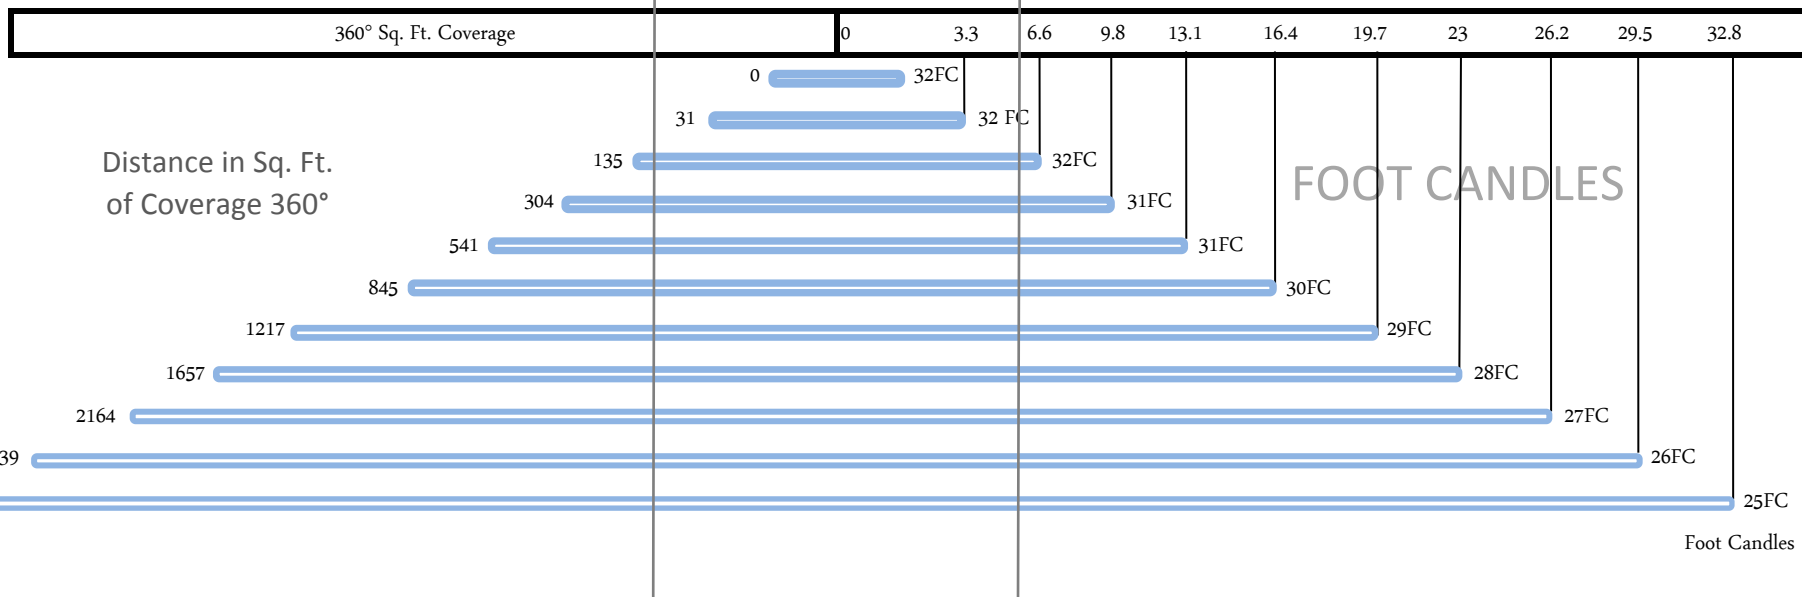 360° Sq. Ft. Coverage 0 3.3 6.6 9.8 13.1 16.4 19.7 23 26.2 29.5 32.8
0 32FC
31 32 FC
135 32FC
Distance in Sq. Ft.
of Coverage 360°
FOOT CANDLES
304 31FC
541 31FC
845 30FC
1217 29FC
1657 28FC
2164 27FC
39 26FC
25FC
Foot Candles